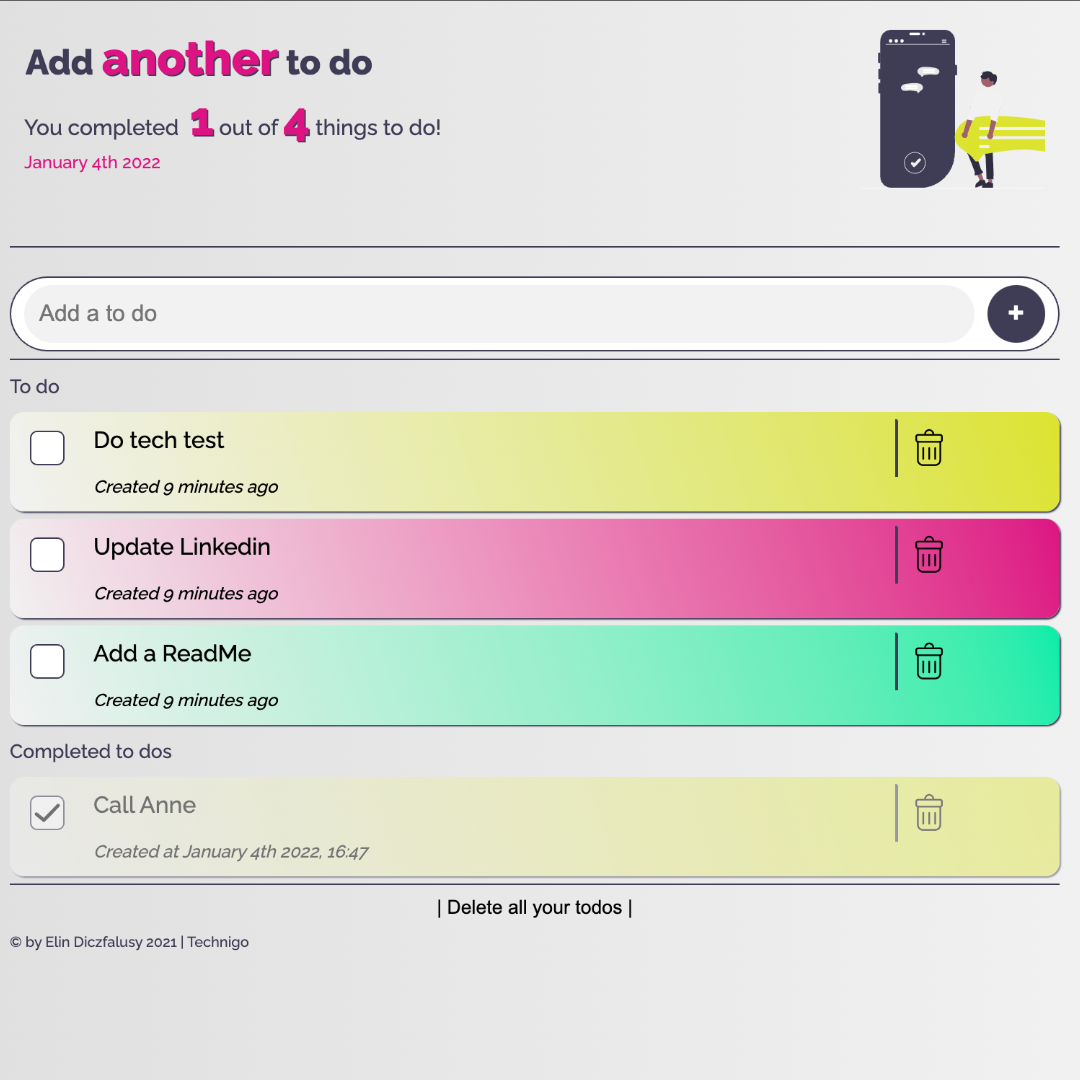 Add another to do
You completed 1 out of 4 things to do!
January 4th 2022
Add a to do
To do
Do tech test
Created 9 minutes ago
Update Linkedin
Created 9 minutes ago
Add a ReadMe
Created 9 minutes ago
Completed to dos
Call Anne
Created at January 4th 2022, 16:47
| Delete all your todos |
© by Elin Diczfalusy 2021 | Technigo